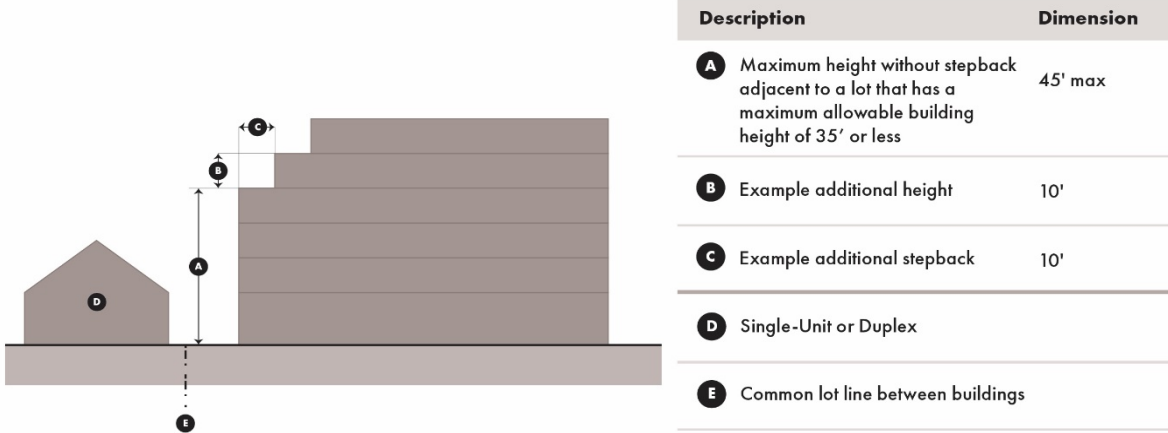 C
B
A
D
E
Description Dimension
A Maximum height without stepback
adjacent to a lot that has a 45' max
maximum allowable building
height of 35’ or less
B Example additional height 10'
C Example additional stepback 10'
D Single-Unit or Duplex
E Common lot line between buildings